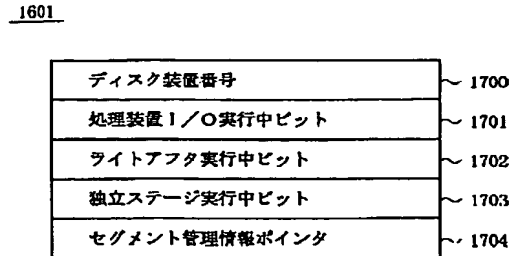 1601
ディスク装置番号 ~ 1700
処理装置I/O実行中ビット ~ 1701
ライトアフタ実行中ビット ~ 1702
独立ステージ実行中ビット ~ 1703
セグメント管理情報ポインタ ~ 1704